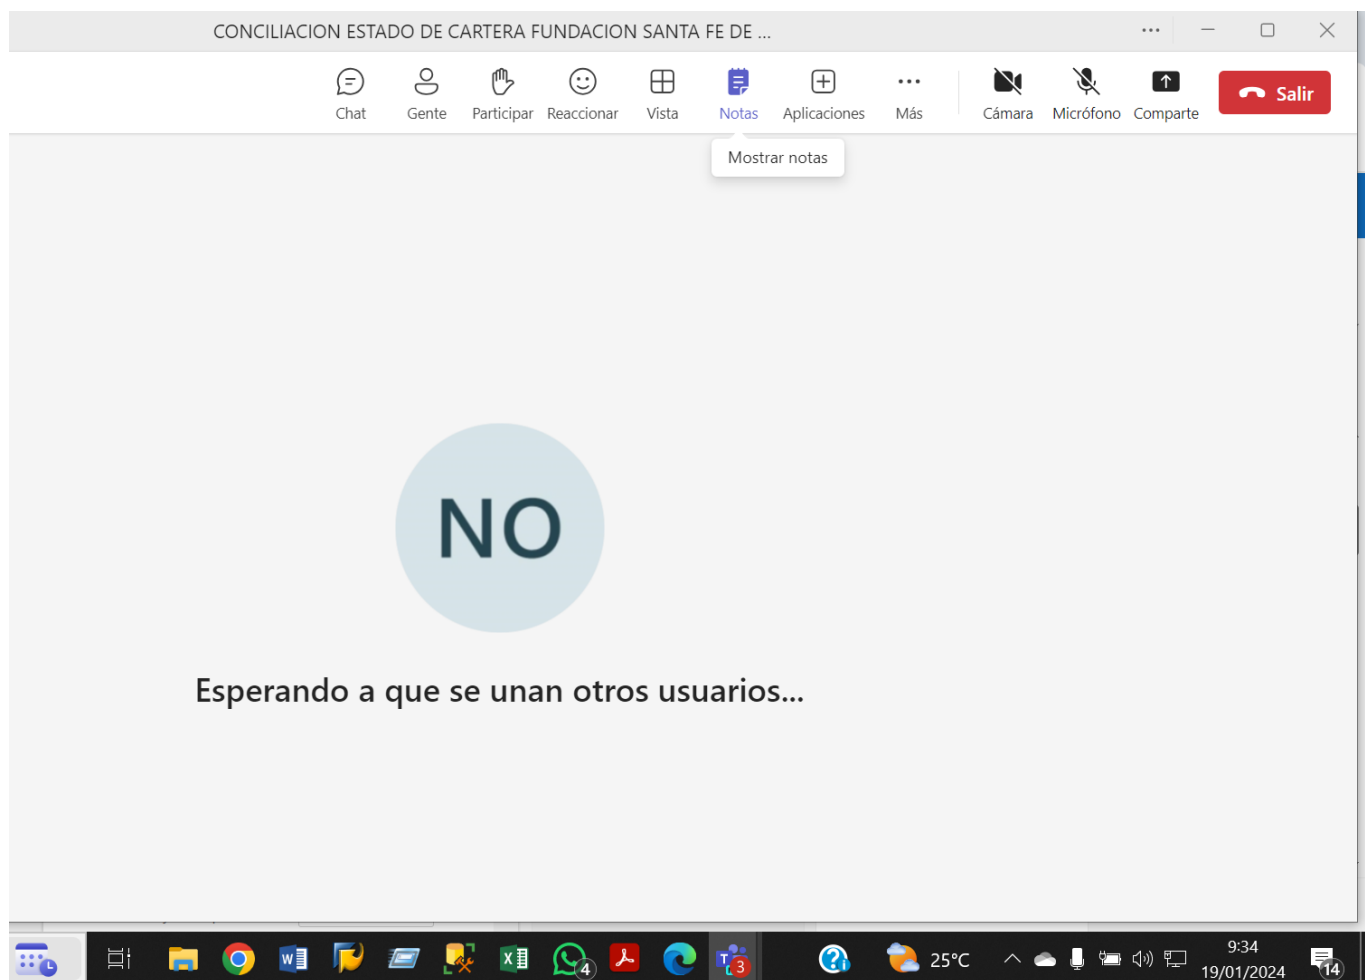 CONCILIACION ESTADO DE CARTERA FUNDACION SANTA FE DE ...
Chat Gente Participar Reaccionar Vista Notas Aplicaciones Más Cámara Micrófono Comparte Salir
Mostrar notas
NO
Esperando a que se unan otros usuarios...
4 3 25°C 9:34
19/01/2024 14